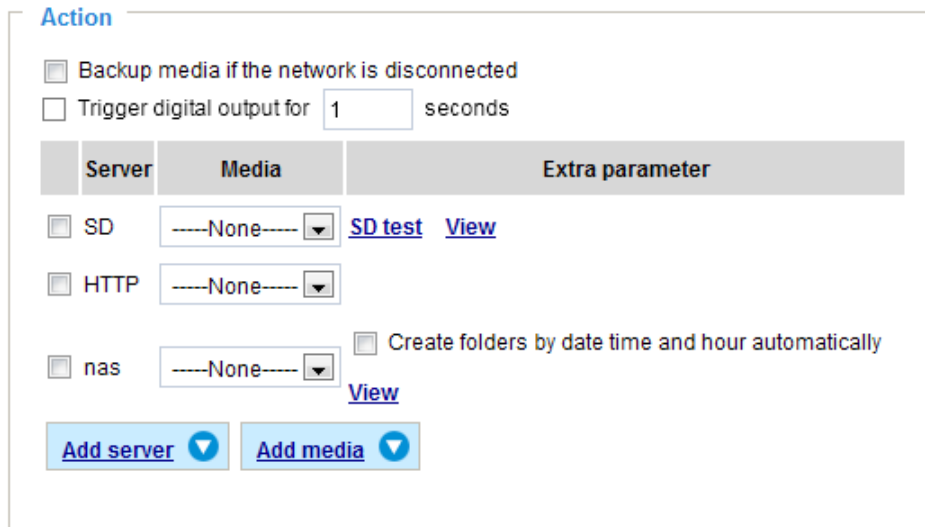 Action
Backup media if the network is disconnected
Trigger digital output for 1 seconds
Server Media Extra parameter
SD -----None----- SD test View
HTTP -----None-----
Create folders by date time and hour automatically
nas -----None-----
View
Add server Add media